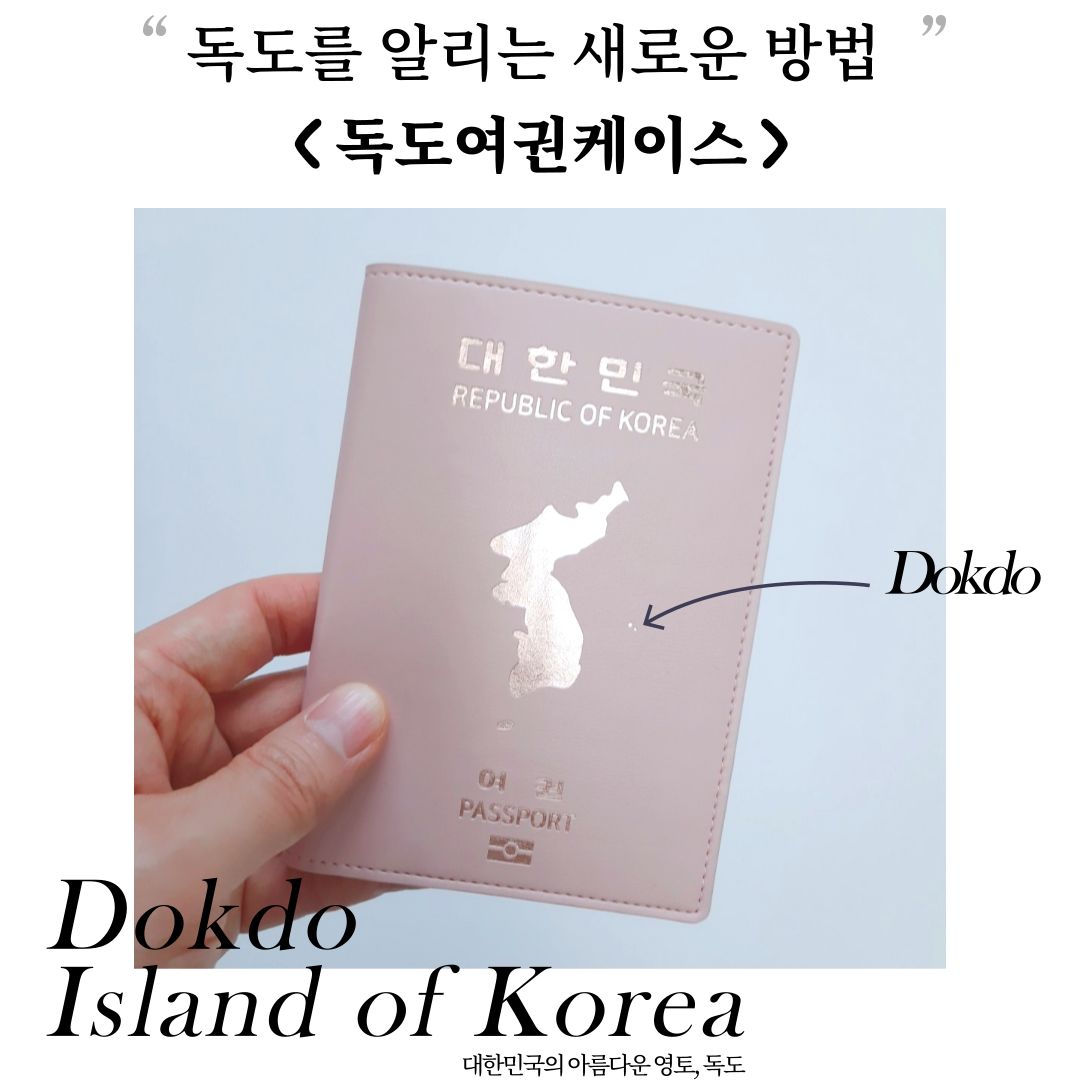 “ 독도를 알리는 새로운 방법 ”
<독도여권케이스>
대한민국
REPUBLIC OF KOREA
Dokdo
여권
PASSPORT
Dokdo
Island of Korea
대한민국의 아름다운 영토, 독도